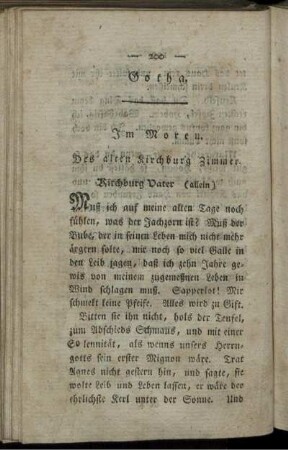 — 200 —
Gotha.
Im Moreu.
Des ältern Kirchburg Zimmer.
Kirchburg Vater (allein)
Muß ich auf meine alten Tage noch
fühlen, was der Jachzorn ist? Muß der
Bube, der in seinen Leben mich nicht mehr
ärgern solte, mir noch so viel Galle in
den Leib jagen, daß ich zehn Jahre ge-
wis von meinem zugemeßnen Leben in
Wind schlagen muß. Sapperlot! Mir
schmekt keine Pfeife. Alles wird zu Gift.
Bitten sie ihn nicht, hols der Teufel,
zum Abschieds Schmaus, und mit einer
So lennität, als wenns unsers Herrn-
gotts sein erster Mignon wäre. Trat
Agnes nicht gestern hin, und sagte, sie
wolte Leib und Leben lassen, er wäre der
ehrlichste Kerl unter der Sonne. Und